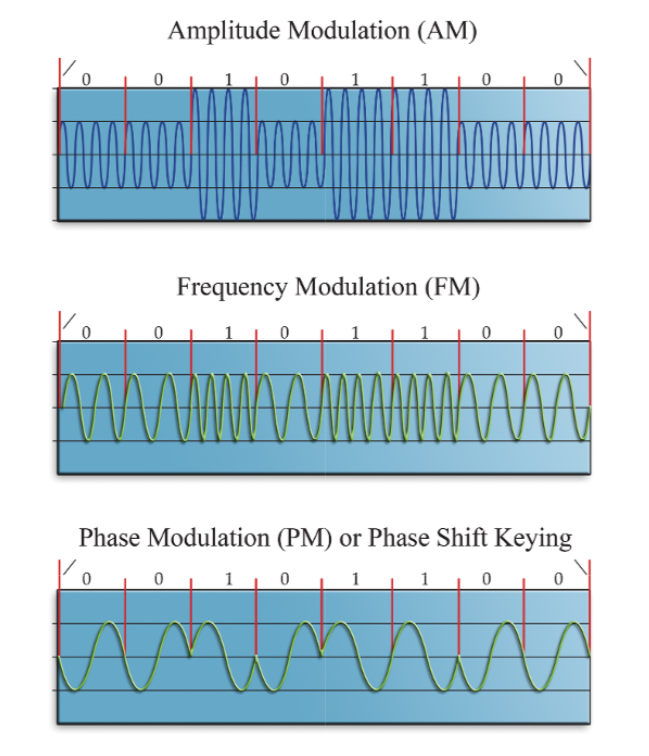 Amplitude Modulation (AM)
0 0 1 0 1 1 0 0
Frequency Modulation (FM)
0 0 1 0 1 1 0 0
Phase Modulation (PM) or Phase Shift Keying
0 0 1 0 1 1 0 0